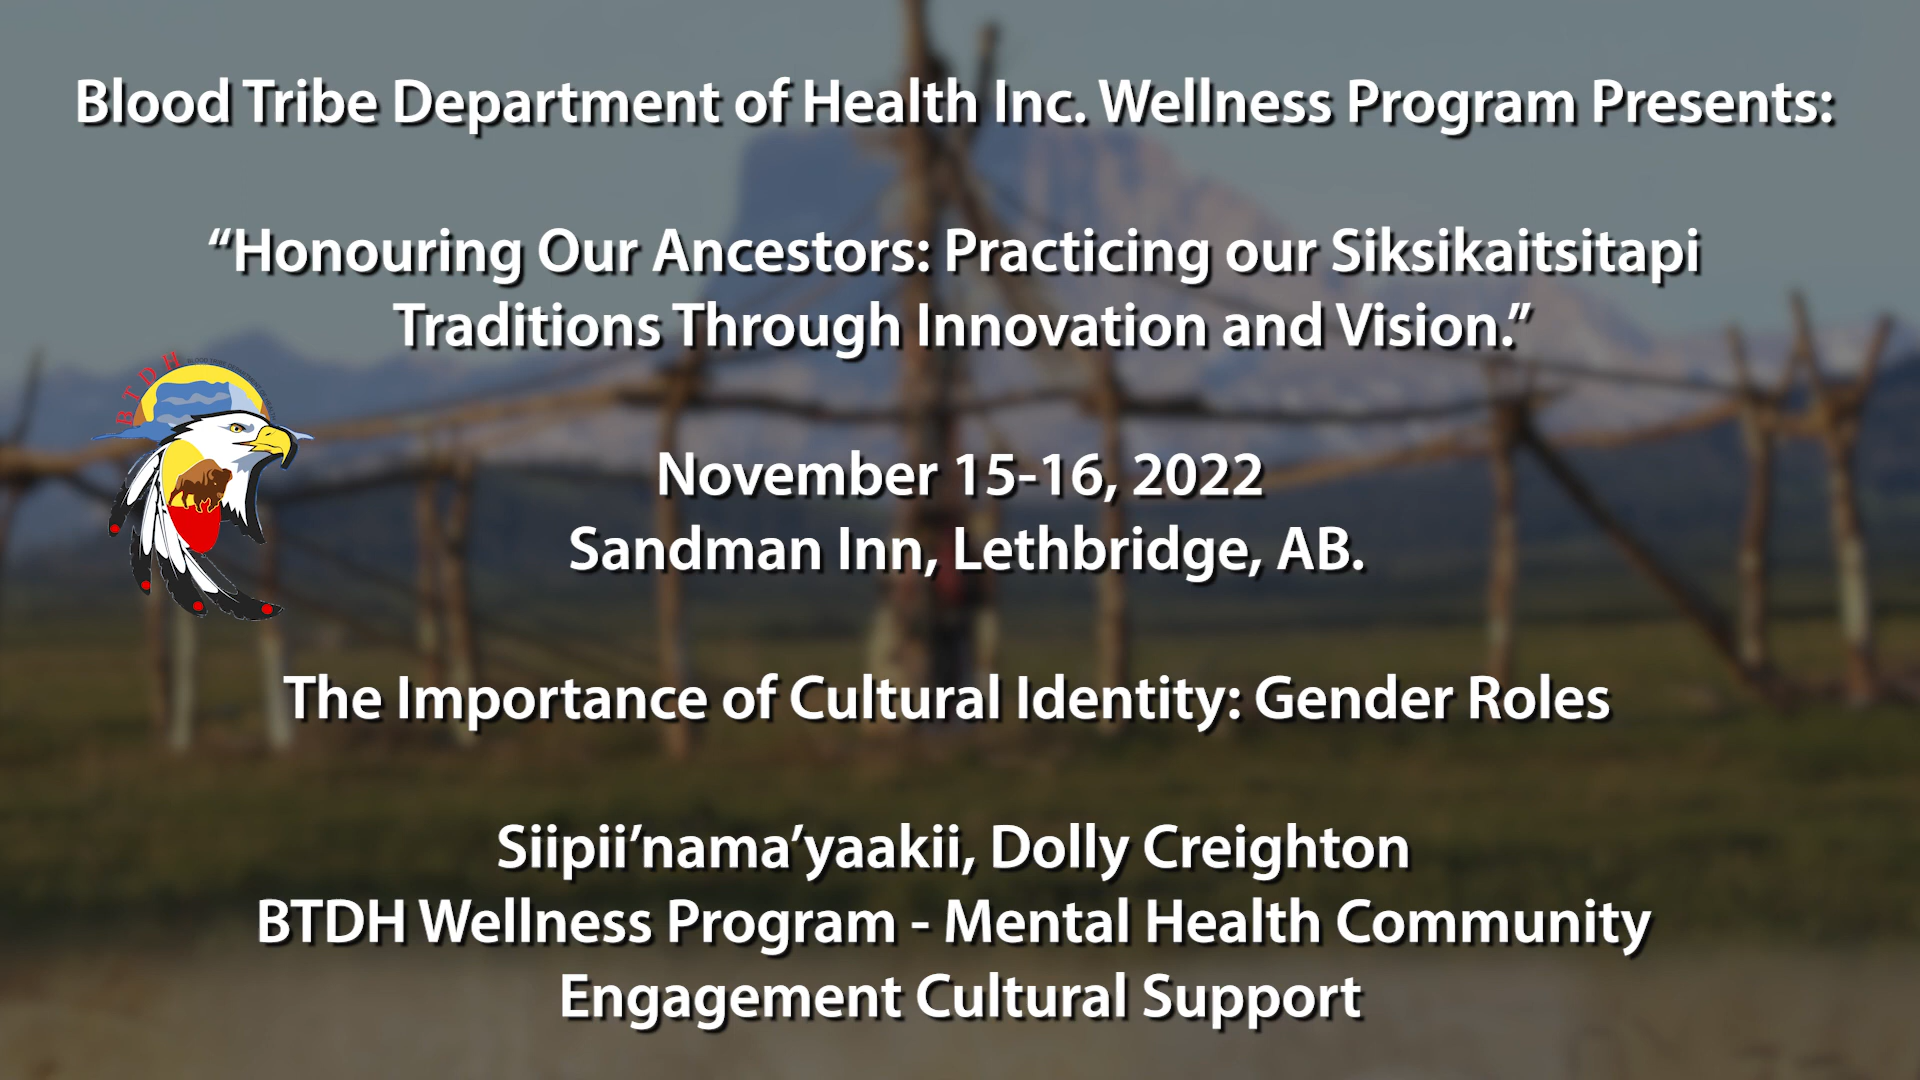 Blood Tribe Department of Health Inc. Wellness Program Presents:
“Honouring Our Ancestors: Practicing our Siksikaitsitapi
Traditions Through Innovation and Vision.”
BTDH
November 15-16, 2022
Sandman Inn, Lethbridge, AB.
The Importance of Cultural Identity: Gender Roles
Siipii’nama’yaakii, Dolly Creighton
BTDH Wellness Program - Mental Health Community
Engagement Cultural Support